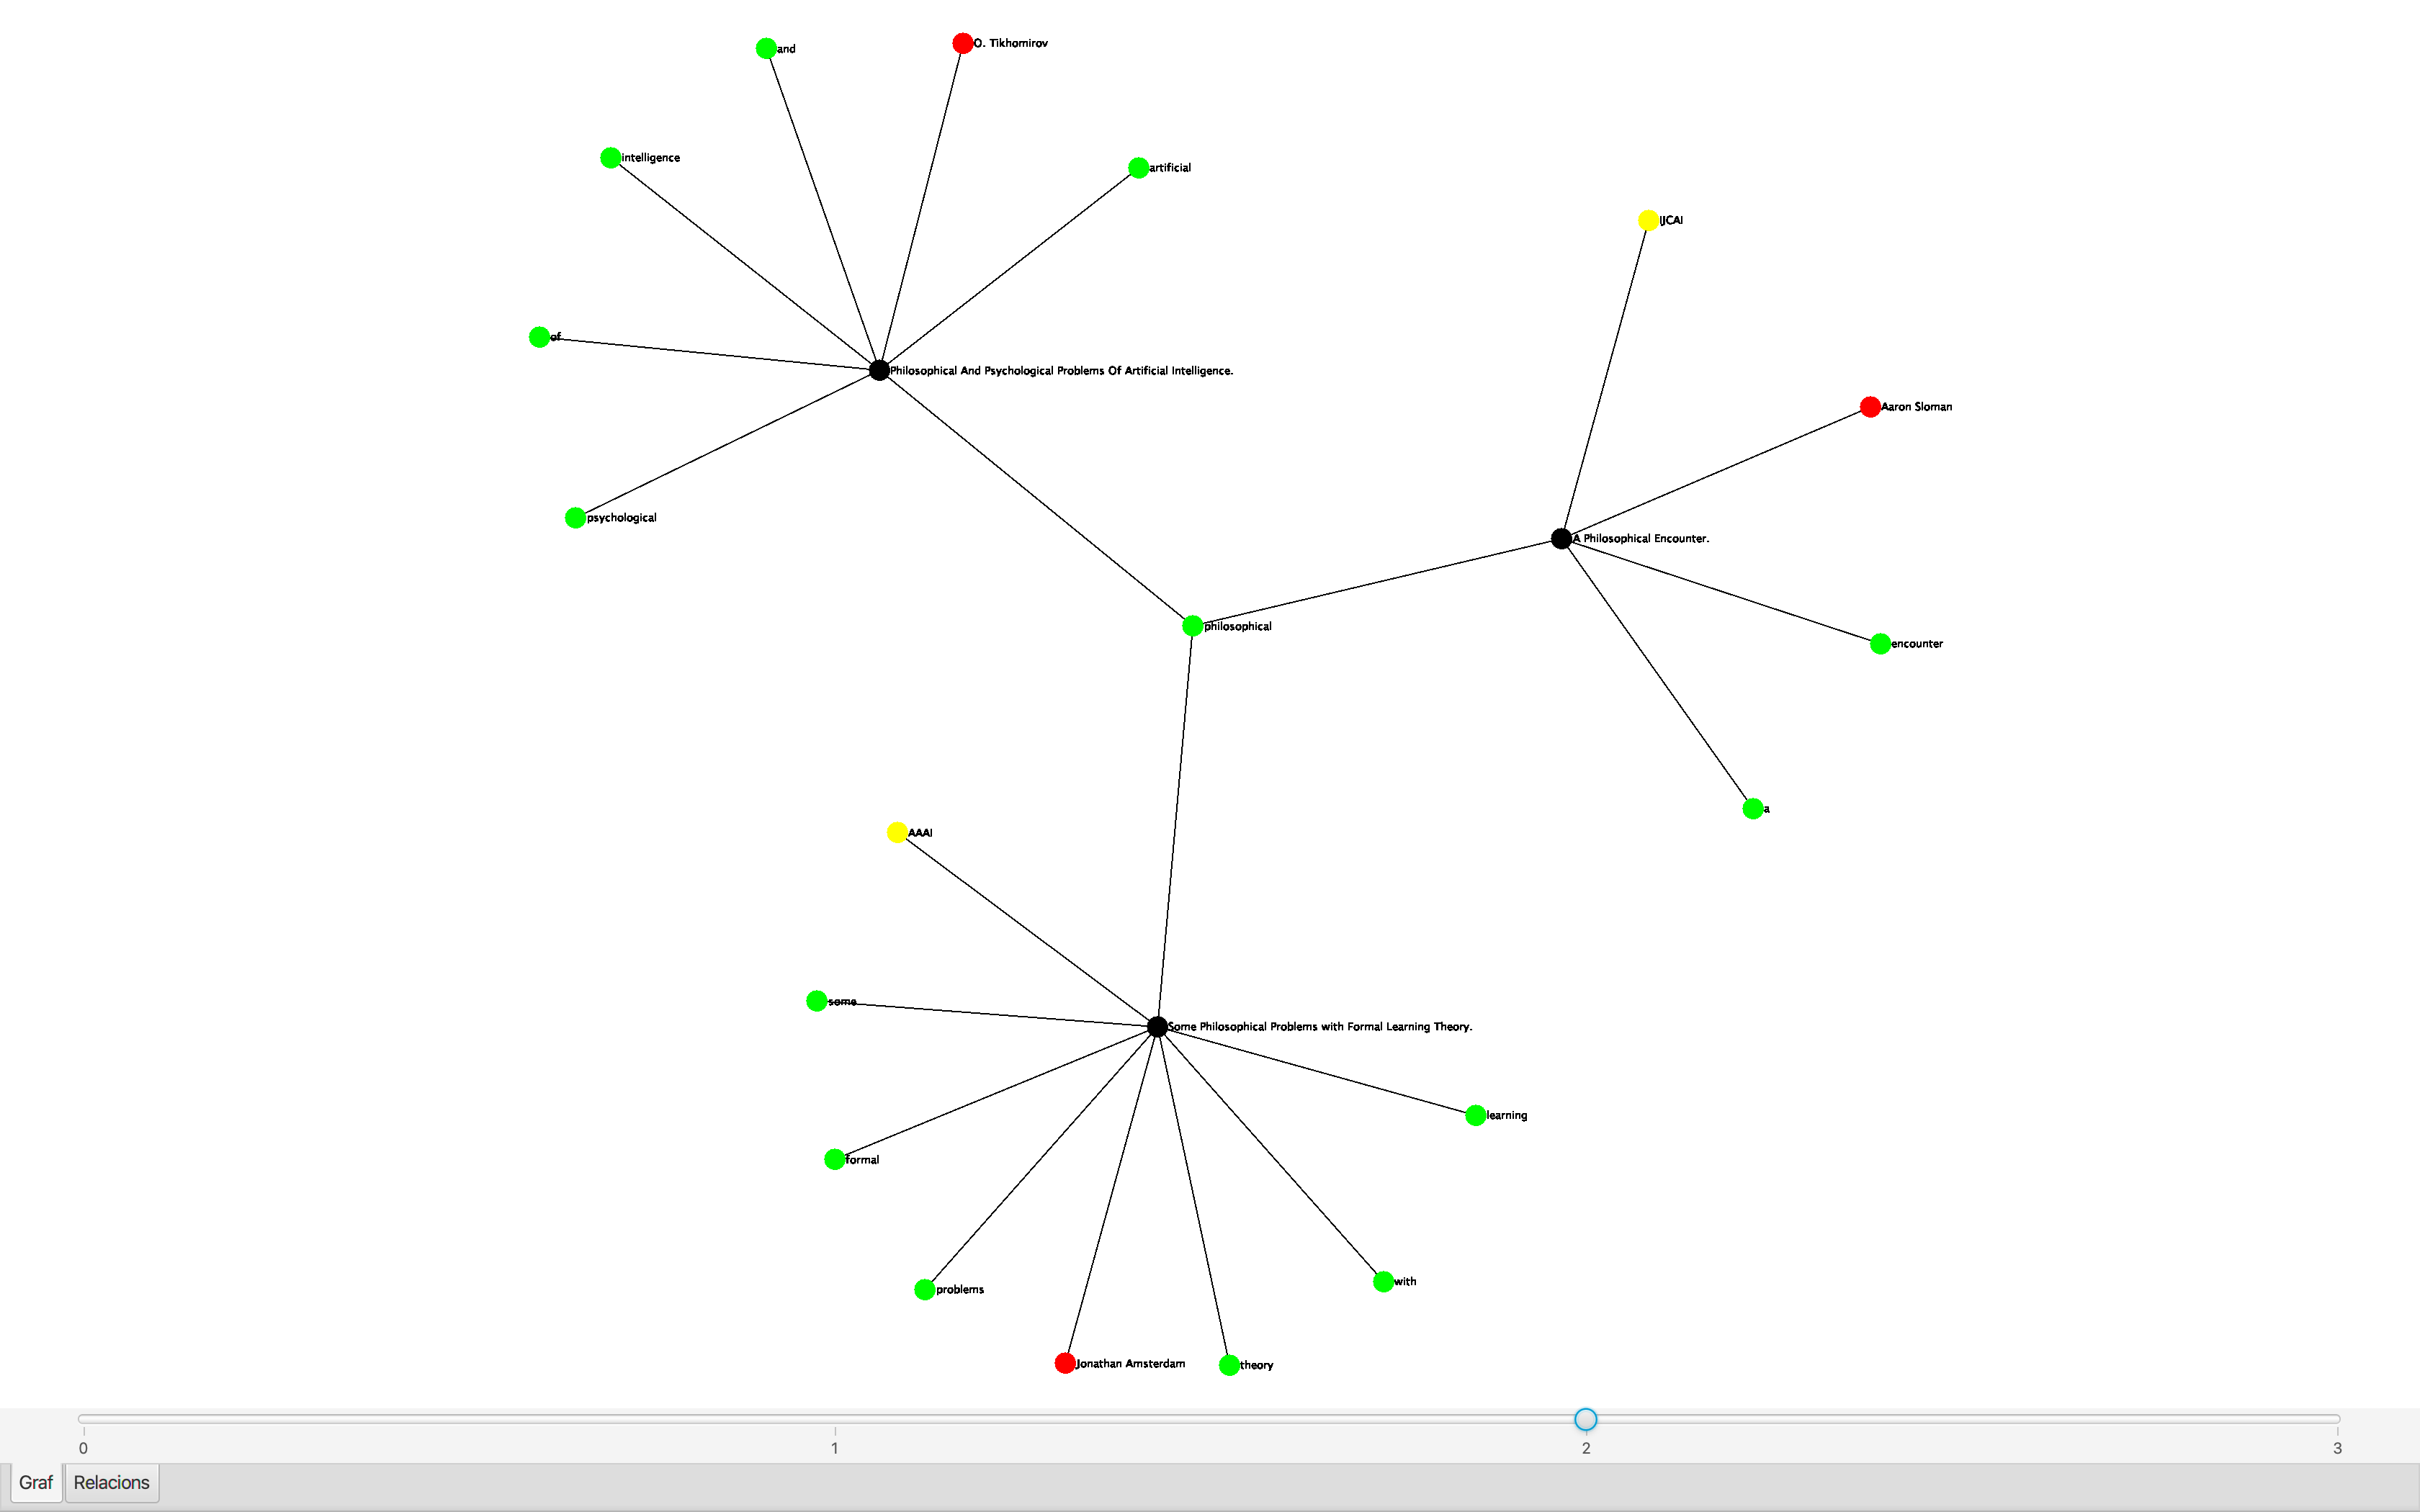 O. Tikhomirov
and
intelligence
artificial
IJCAI
of
Philosophical And Psychological Problems Of Artificial Intelligence.
Aaron Sloman
psychological
A Philosophical Encounter.
philosophical
encounter
a
AAAI
some
Some Philosophical Problems with Formal Learning Theory.
learning
formal
with
problems
Jonathan Amsterdam
theory
0 1 2 3
Graf Relacions